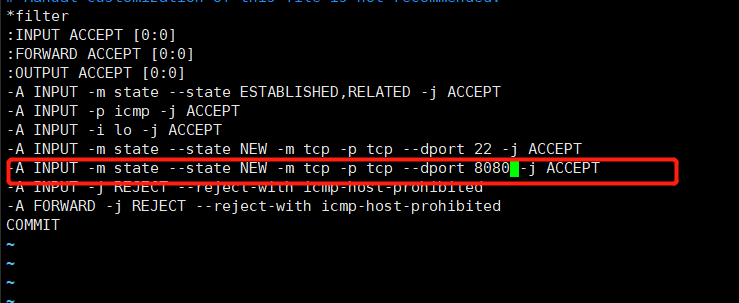 # Manual customization of this file is not recommended.
*filter
:INPUT ACCEPT [0:0]
:FORWARD ACCEPT [0:0]
:OUTPUT ACCEPT [0:0]
-A INPUT -m state --state ESTABLISHED,RELATED -j ACCEPT
-A INPUT -p icmp -j ACCEPT
-A INPUT -i lo -j ACCEPT
-A INPUT -m state --state NEW -m tcp -p tcp --dport 22 -j ACCEPT
-A INPUT -m state --state NEW -m tcp -p tcp --dport 8080 -j ACCEPT
-A INPUT -j REJECT --reject-with icmp-host-prohibited
-A FORWARD -j REJECT --reject-with icmp-host-prohibited
COMMIT
~
~
~
~